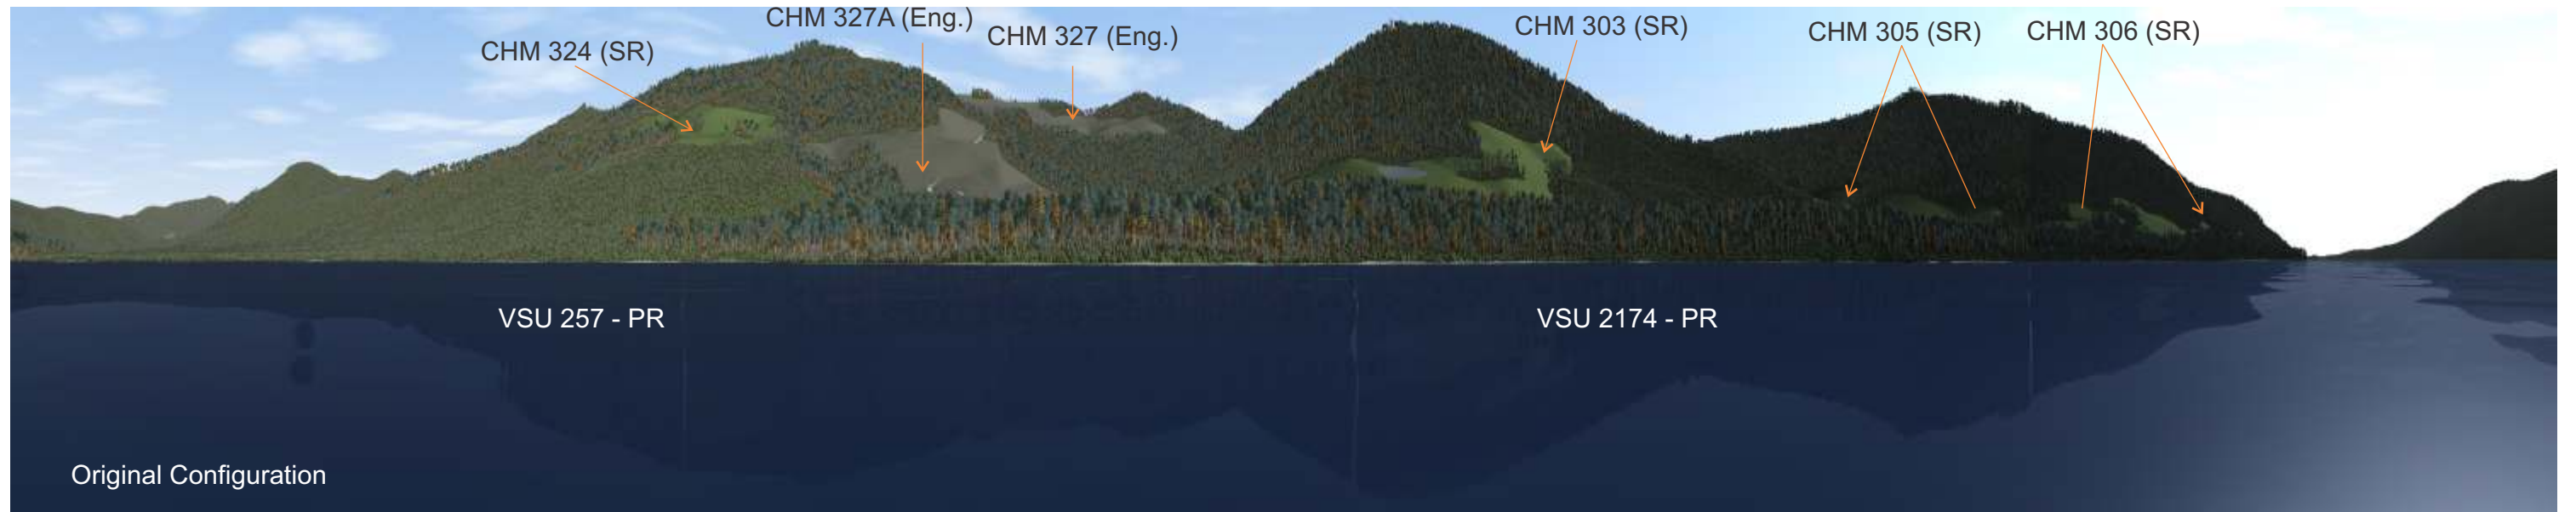 CHM 324 (SR)
CHM 327A (Eng.)
CHM 327 (Eng.)
CHM 303 (SR)
CHM 305 (SR)
CHM 306 (SR)
VSU 257 - PR
VSU 2174 - PR
Original Configuration